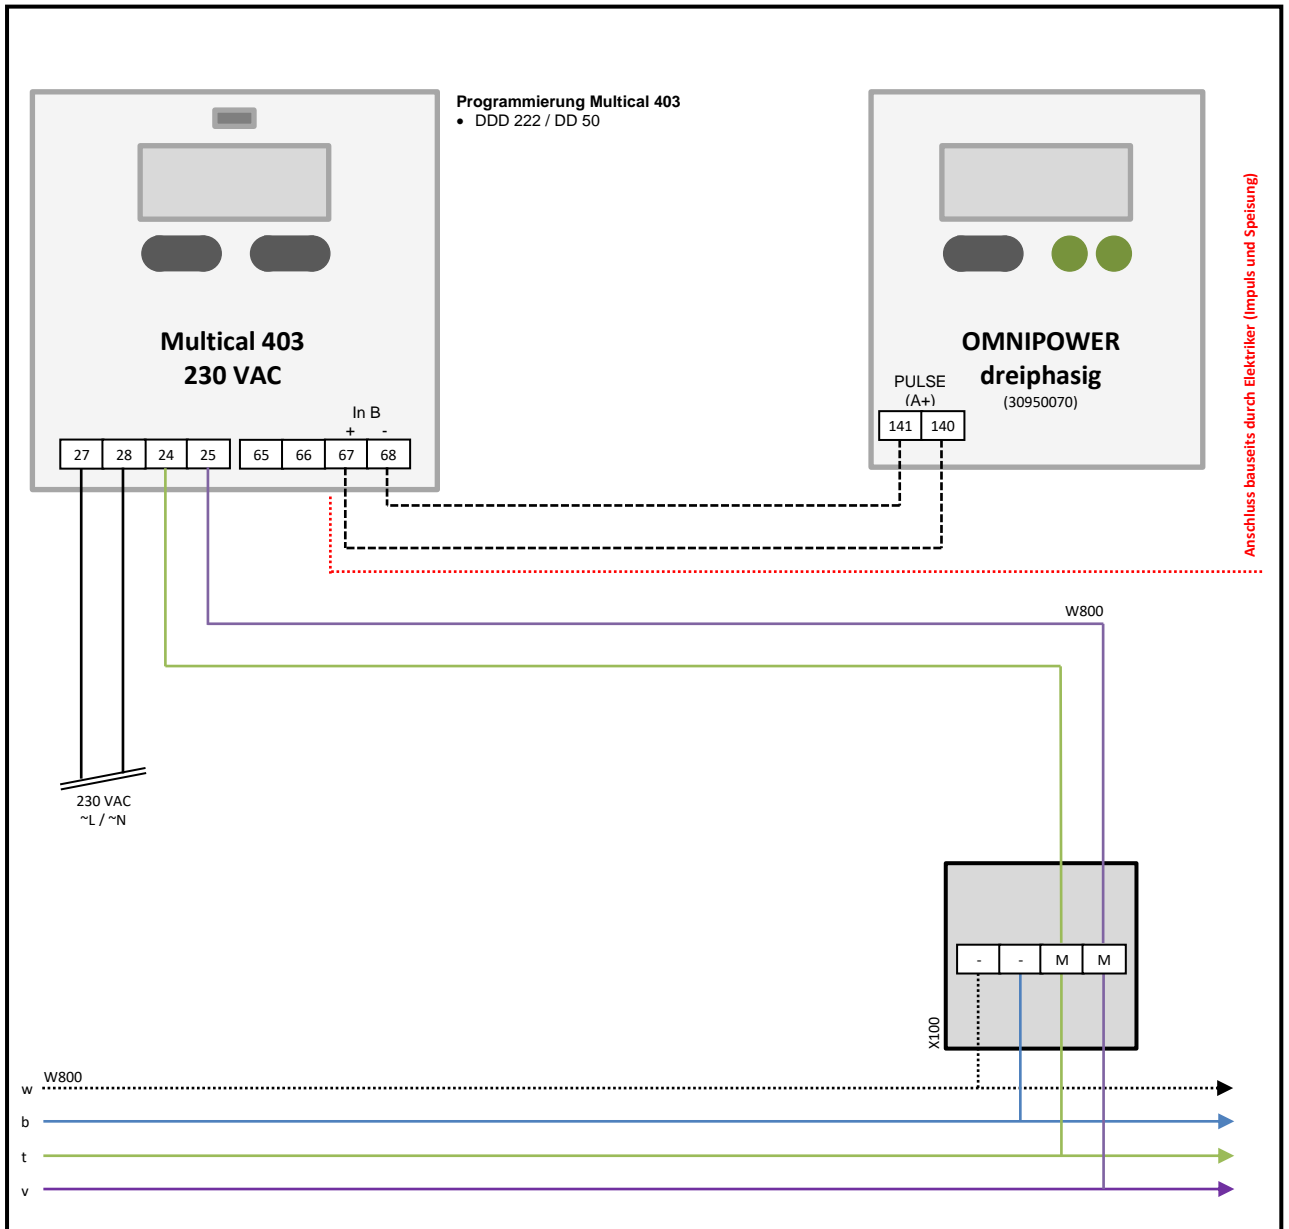 Programmierung Multical 403
• DDD 222 / DD 50
Multical 403
230 VAC
In B
+ -
27 28 24 25 65 66 67 68
OMNIPOWER
dreiphasig
(30950070)
PULSE
(A+)
141 140
Anschluss bauseits durch Elektriker (Impuls und Speisung)
W800
230 VAC
~L / ~N
- - M M
X100
W800
w
b
t
v